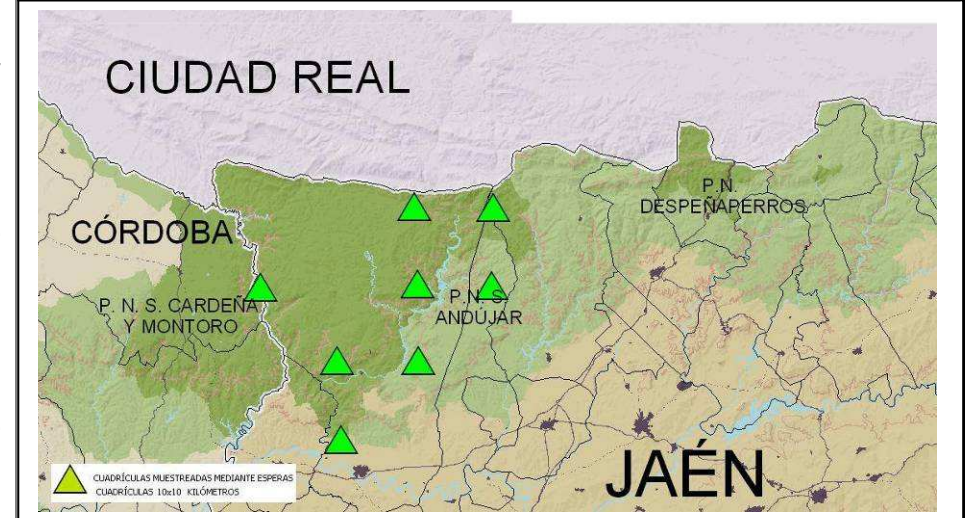 CIUDAD REAL
P.N.
DESPEÑAPERROS
CÓRDOBA
P. N. S. CARDEÑA
Y MONTORO
P.N. S.
ANDÚJAR
JAÉN
CUADRÍCULAS MUESTREADAS MEDIANTE ESPERAS
CUADRÍCULAS 10x10 KILÓMETROS